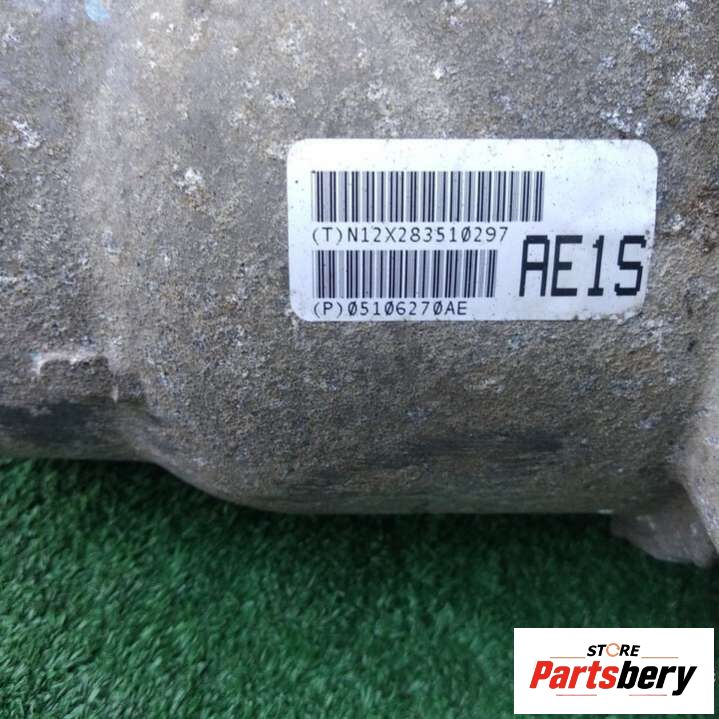 (T)N12X283510297
(P)05106270AE
AE1S
STORE
Partsbery